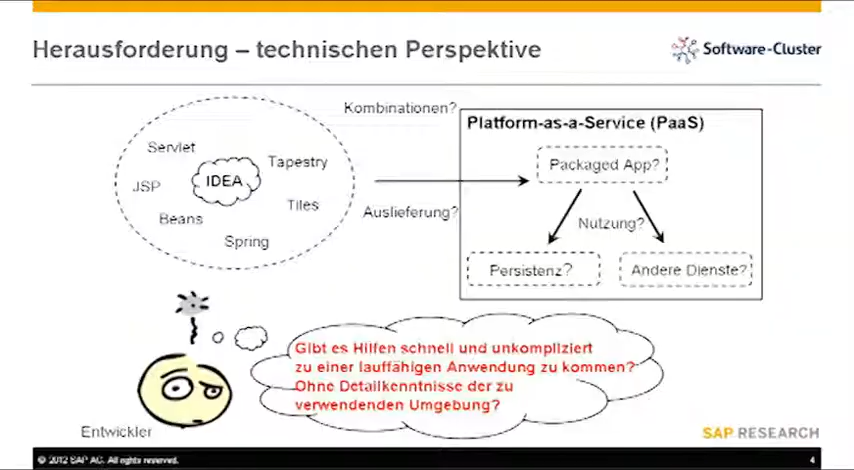 Herausforderung – technischen Perspektive
Software-Cluster
Kombinationen?
Platform-as-a-Service (PaaS)
Servlet
Tapestry
Packaged App?
IDEA
JSP
Tiles
Auslieferung?
Beans
Nutzung?
Spring
Persistenz?
Andere Dienste?
Gibt es Hilfen schnell und unkompliziert
zu einer lauffähigen Anwendung zu kommen?
Ohne Detailkenntnisse der zu
verwendenden Umgebung?
Entwickler
SAP RESEARCH
© 2012 SAP AG. All rights reserved.
4